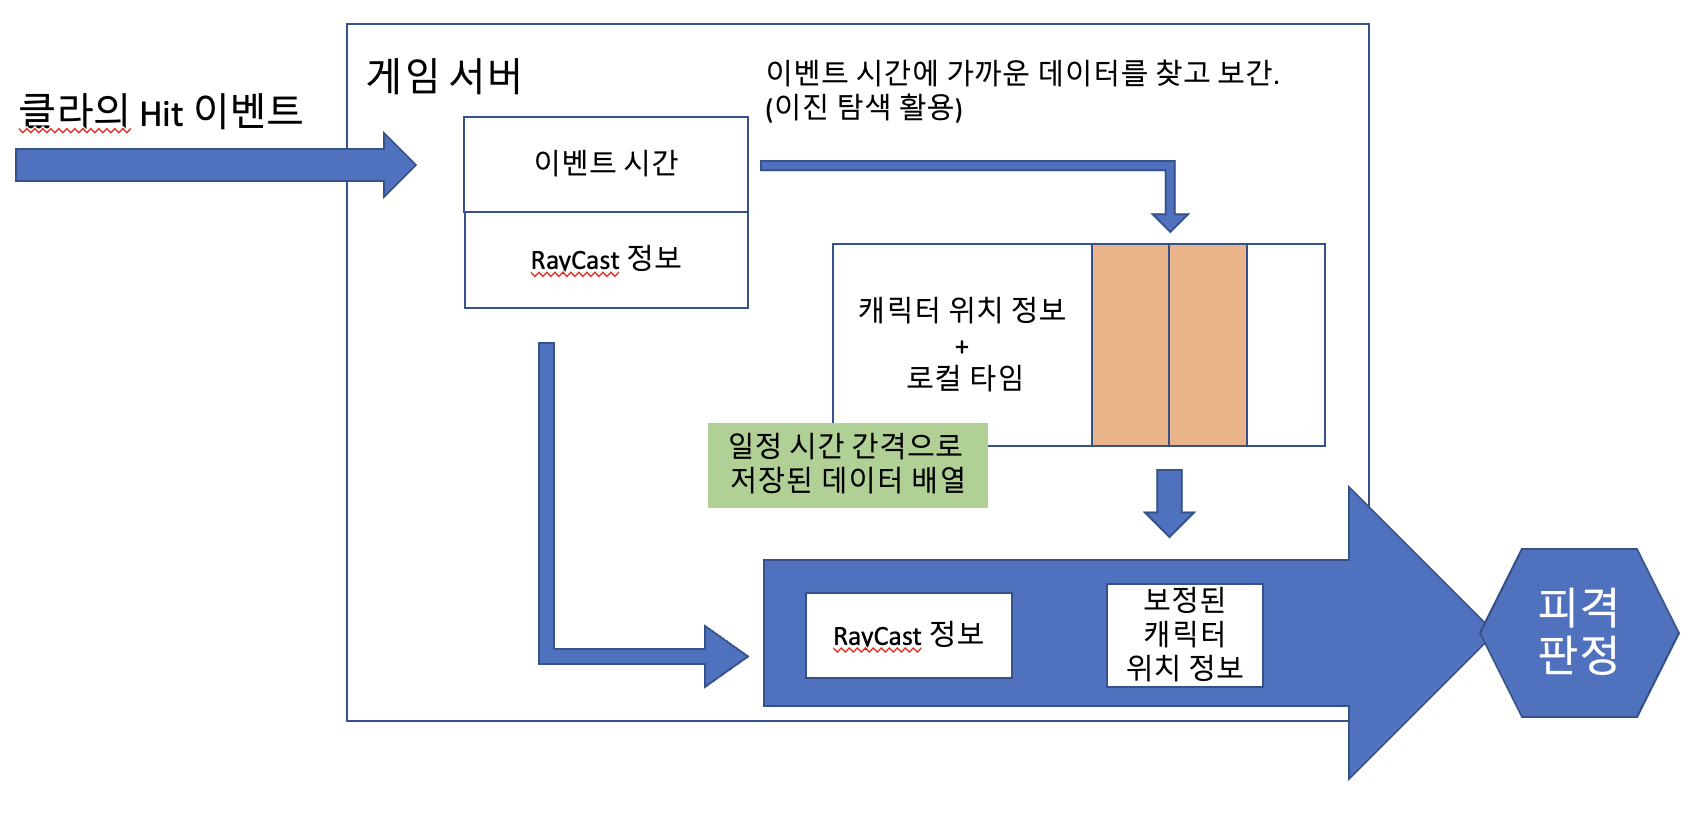 클라의 Hit 이벤트
게임 서버
이벤트 시간에 가까운 데이터를 찾고 보간.
(이진 탐색 활용)
이벤트 시간
RayCast 정보
캐릭터 위치 정보
+
로컬 타임
일정 시간 간격으로
저장된 데이터 배열
RayCast 정보
보정된
캐릭터
위치 정보
피격
판정